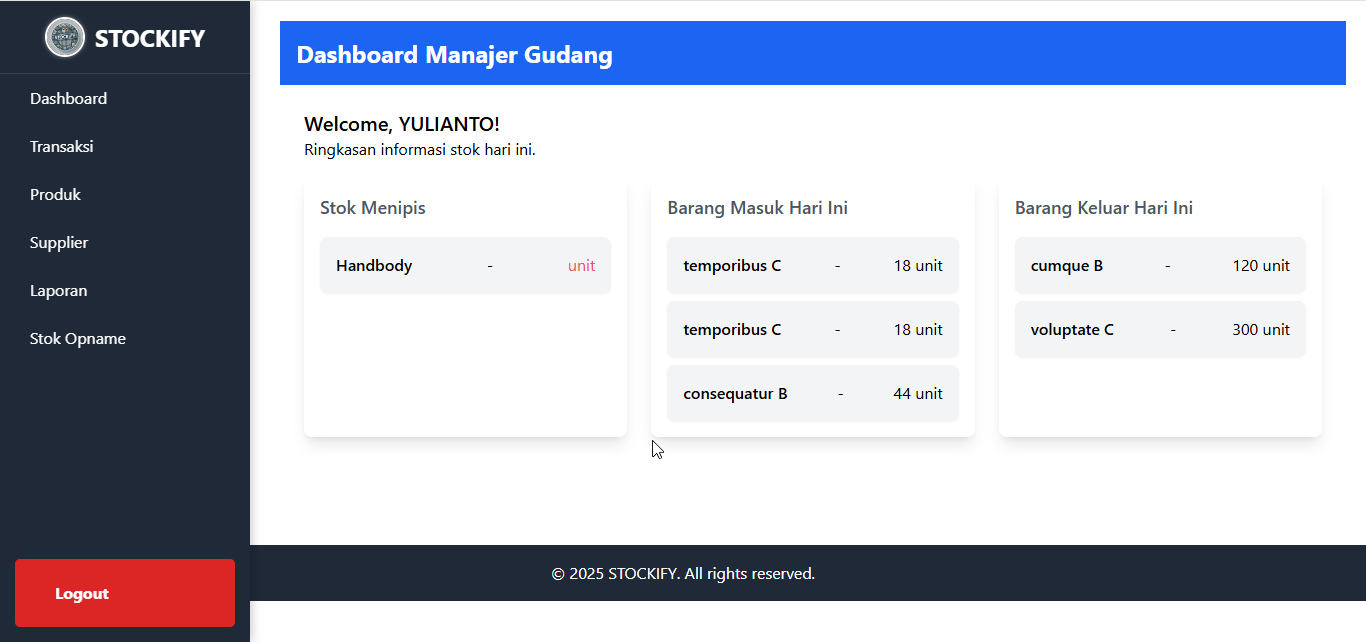 STOCKIFY
Dashboard
Transaksi
Produk
Supplier
Laporan
Stok Opname
Logout
Dashboard Manajer Gudang
Welcome, YULIANTO!
Ringkasan informasi stok hari ini.
Stok Menipis
Handbody - unit
Barang Masuk Hari Ini
temporibus C - 18 unit
temporibus C - 18 unit
consequatur B - 44 unit
Barang Keluar Hari Ini
cumque B - 120 unit
voluptate C - 300 unit
© 2025 STOCKIFY. All rights reserved.